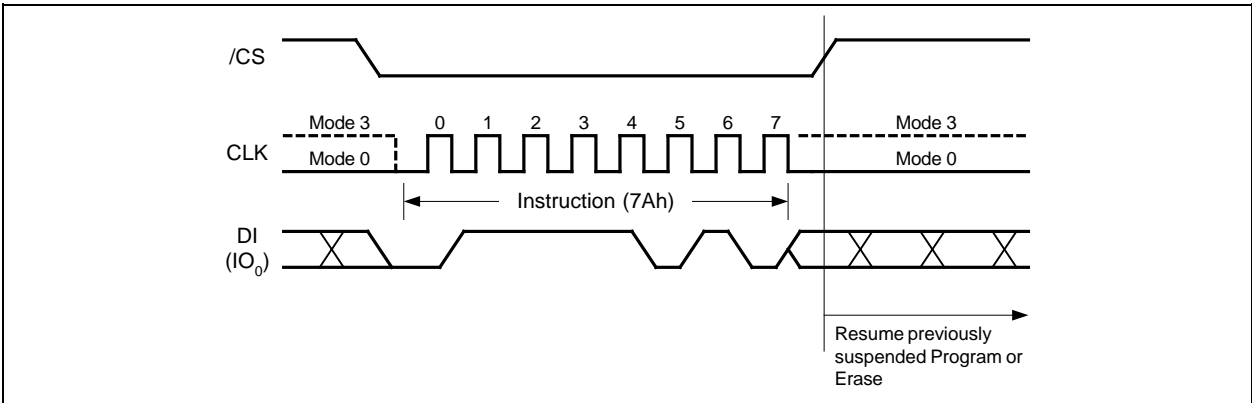 /CS
Mode 3 0 1 2 3 4 5 6 7 Mode 3
CLK
Mode 0 Mode 0
Instruction (7Ah)
DI
(IO0)
Resume previously
suspended Program or
Erase